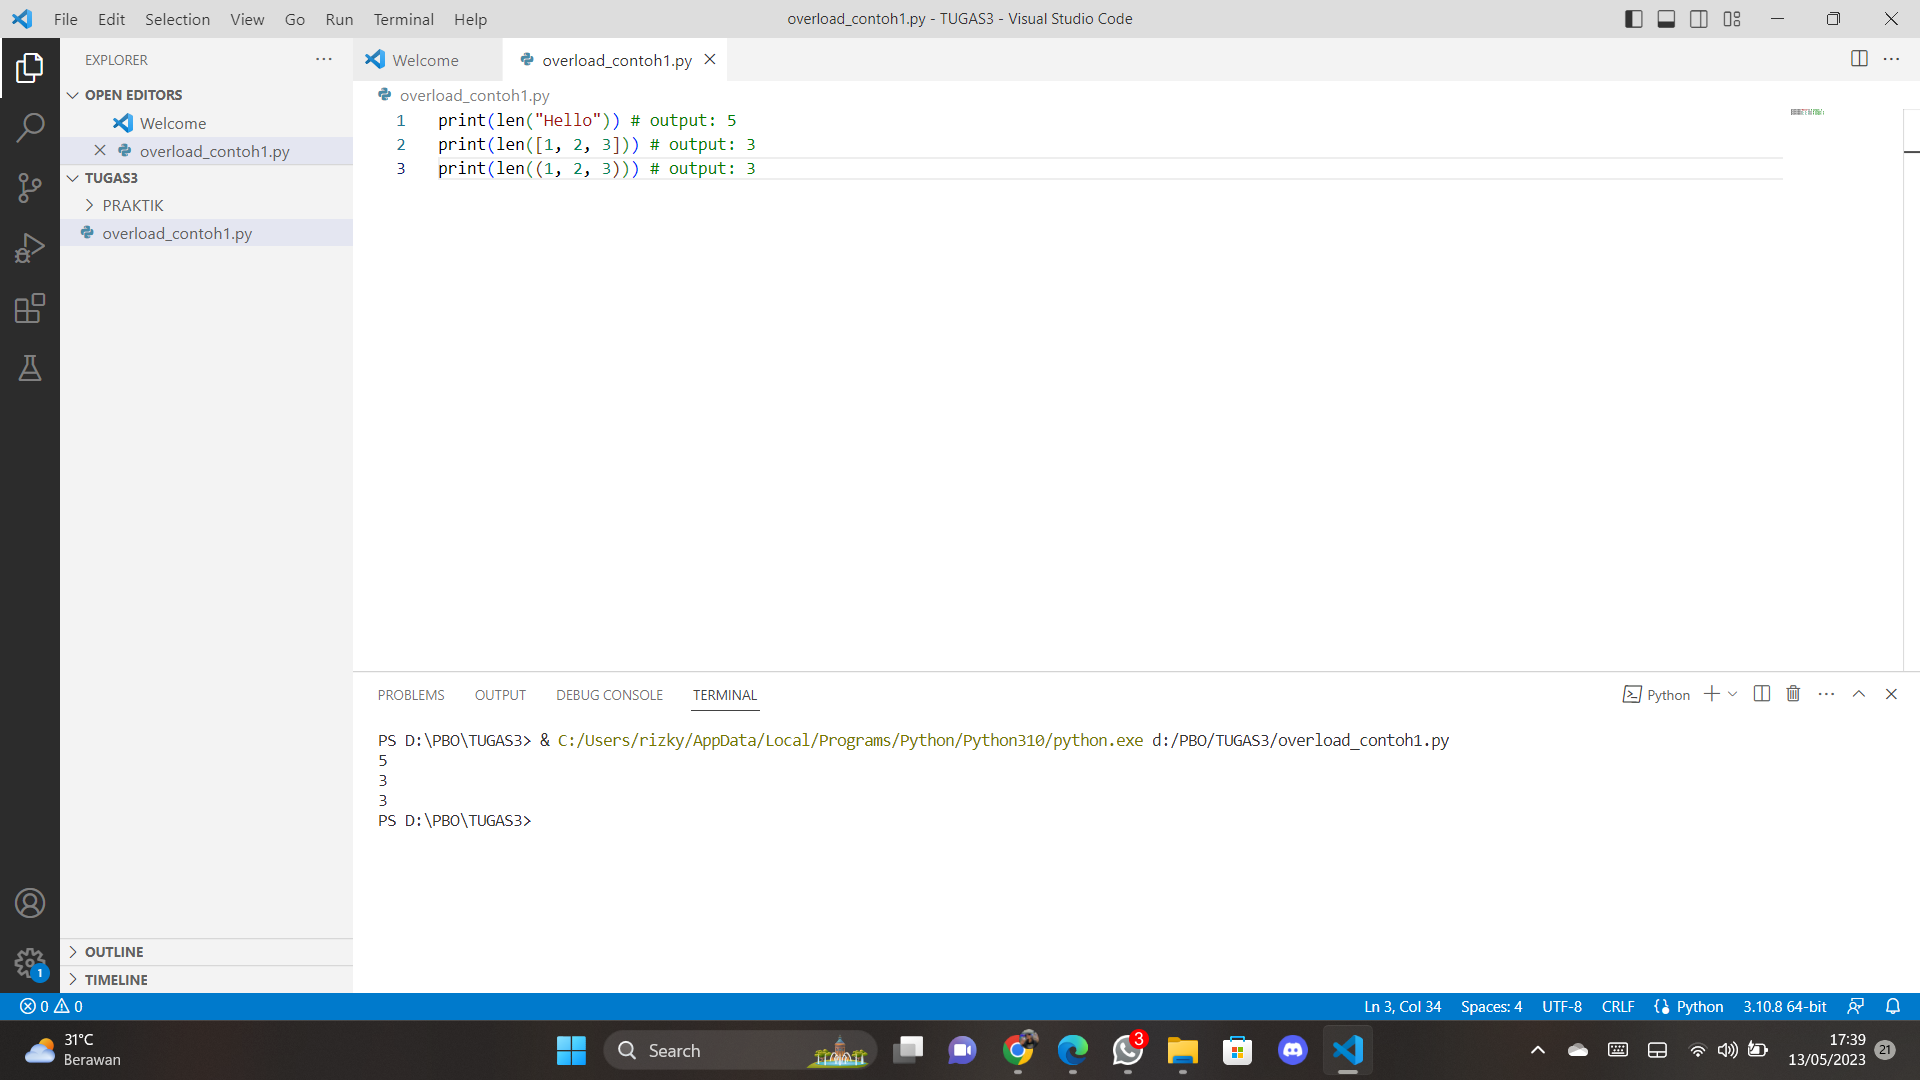 File Edit Selection View Go Run Terminal Help
overload_contoh1.py - TUGAS3 - Visual Studio Code
EXPLORER
OPEN EDITORS
Welcome
overload_contoh1.py
TUGAS3
PRAKTIK
overload_contoh1.py
OUTLINE
TIMELINE
Welcome
overload_contoh1.py
overload_contoh1.py
1 print(len("Hello")) # output: 5
2 print(len([1, 2, 3])) # output: 3
3 print(len((1, 2, 3))) # output: 3
PROBLEMS OUTPUT DEBUG CONSOLE TERMINAL
Python
PS D:\PBO\TUGAS3> & C:/Users/rizky/AppData/Local/Programs/Python/Python310/python.exe d:/PBO/TUGAS3/overload_contoh1.py
5
3
3
PS D:\PBO\TUGAS3>
1
0 0
Ln 3, Col 34 Spaces: 4 UTF-8 CRLF Python 3.10.8 64-bit
31°C
Berawan
Search
3
17:39
13/05/2023
21